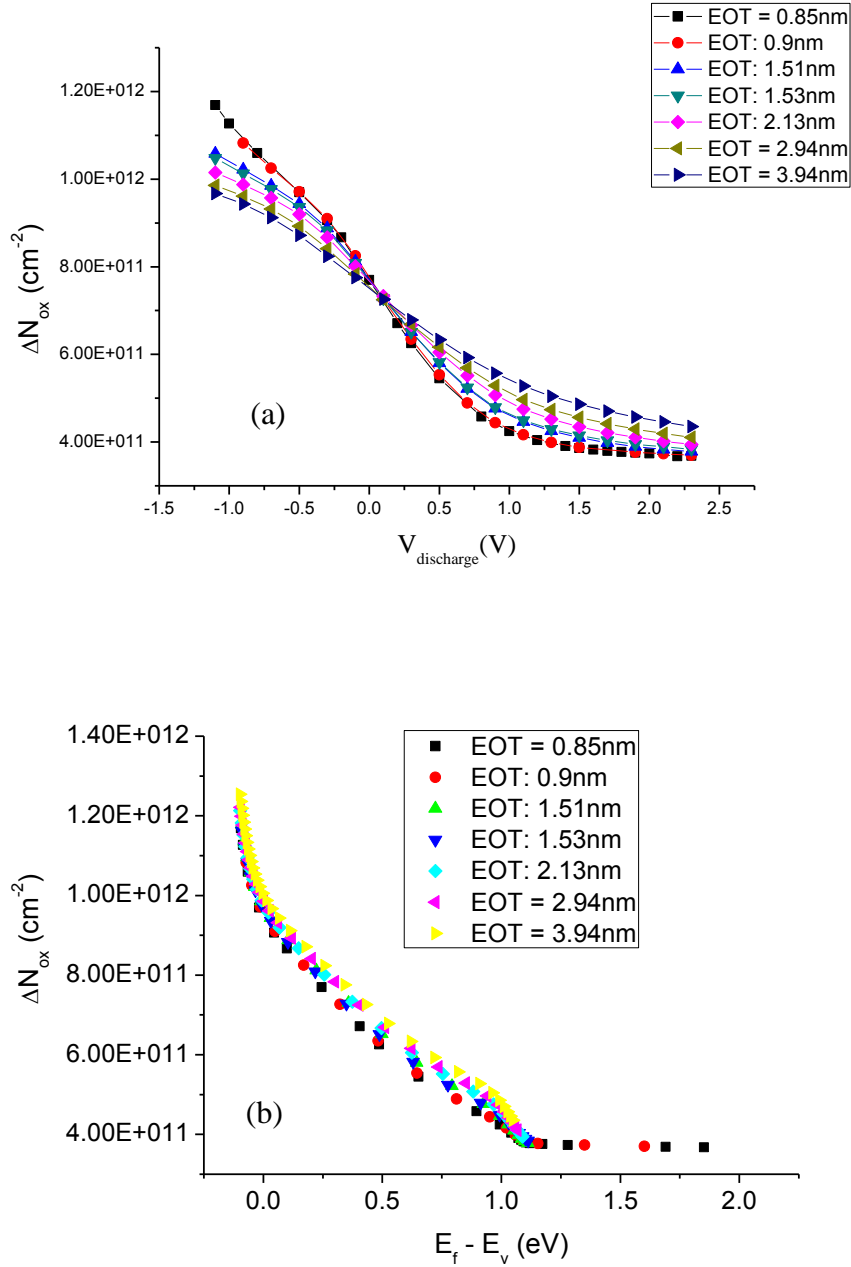 EOT = 0.85nm
EOT: 0.9nm
EOT: 1.51nm
EOT: 1.53nm
EOT: 2.13nm
EOT = 2.94nm
EOT = 3.94nm
1.20E+012
1.00E+012
8.00E+011
6.00E+011
4.00E+011
ΔN_ox (cm^-2)
(a)
-1.5 -1.0 -0.5 0.0 0.5 1.0 1.5 2.0 2.5
V_discharge(V)
1.40E+012
1.20E+012
1.00E+012
8.00E+011
6.00E+011
4.00E+011
ΔN_ox (cm^-2)
EOT = 0.85nm
EOT: 0.9nm
EOT: 1.51nm
EOT: 1.53nm
EOT: 2.13nm
EOT = 2.94nm
EOT = 3.94nm
(b)
0.0 0.5 1.0 1.5 2.0
E_f - E_v (eV)